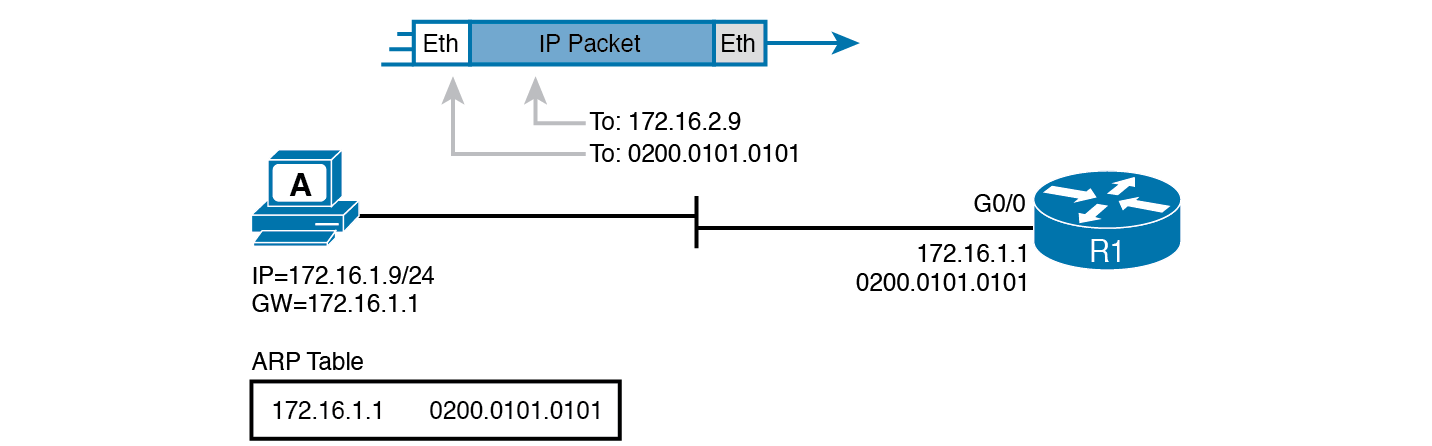 Eth IP Packet Eth
To: 172.16.2.9
To: 0200.0101.0101
A
G0/0
R1
172.16.1.1
0200.0101.0101
IP=172.16.1.9/24
GW=172.16.1.1
ARP Table
172.16.1.1 0200.0101.0101